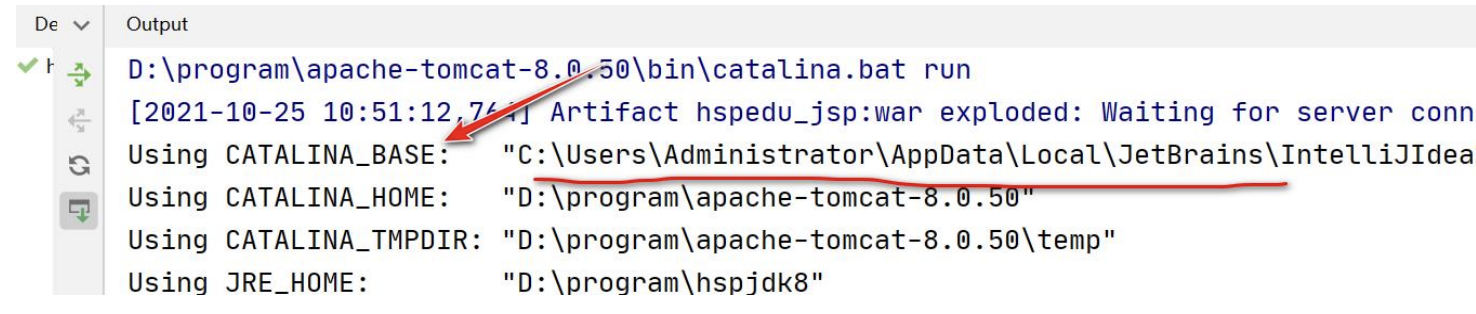 De Output
D:\program\apache-tomcat-8.0.50\bin\catalina.bat run
[2021-10-25 10:51:12,764] Artifact hspedu_jsp:war exploded: Waiting for server conn
Using CATALINA_BASE: "C:\Users\Administrator\AppData\Local\JetBrains\IntelliJIdea
Using CATALINA_HOME: "D:\program\apache-tomcat-8.0.50"
Using CATALINA_TMPDIR: "D:\program\apache-tomcat-8.0.50\temp"
Using JRE_HOME: "D:\program\hspjdk8"